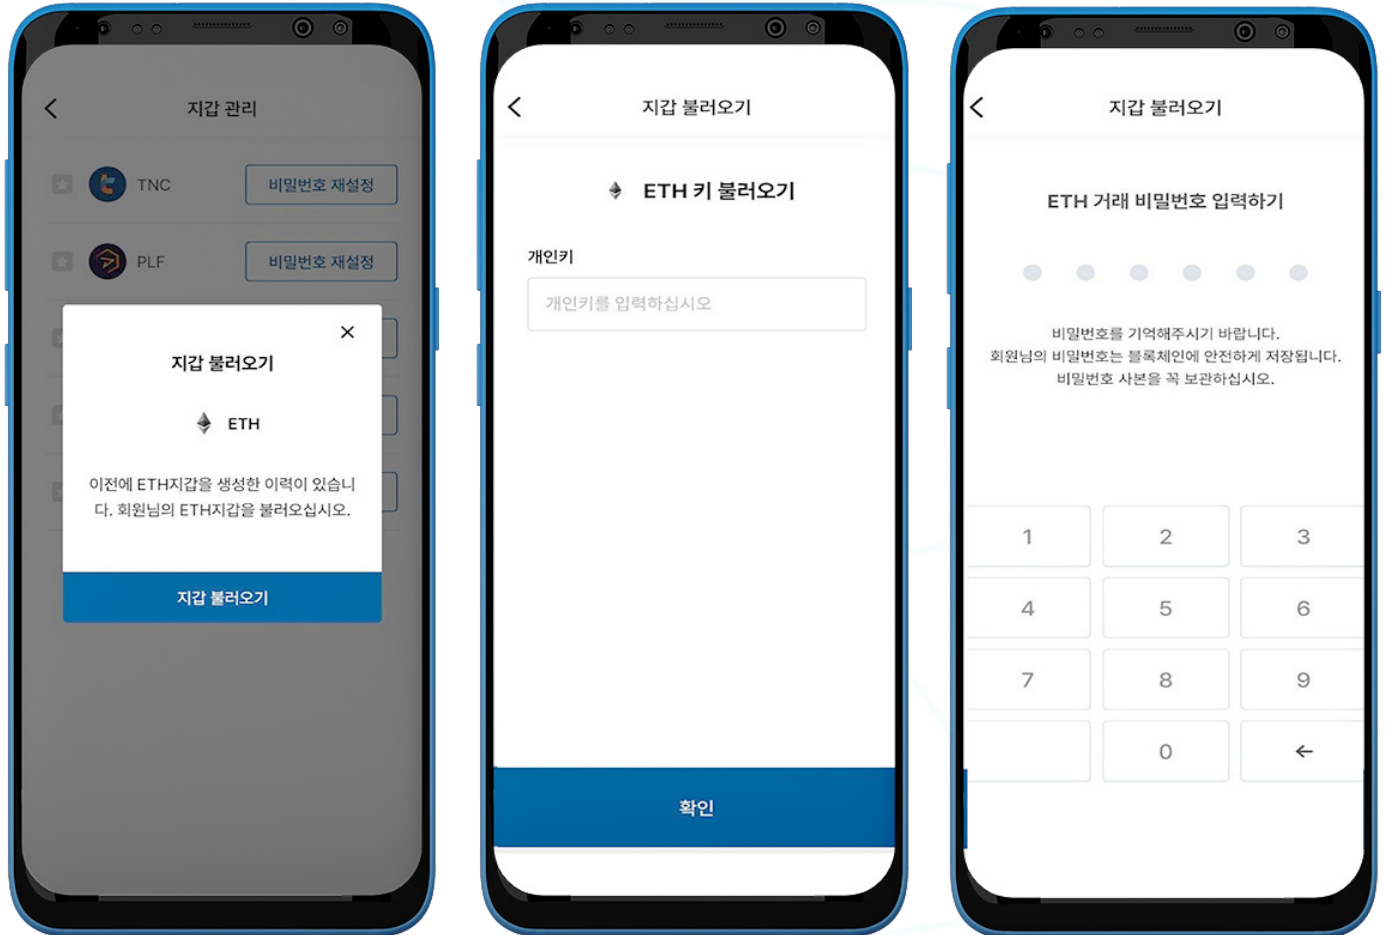 지갑 관리
TNC
비밀번호 재설정
PLF
비밀번호 재설정
지갑 불러오기
ETH
이전에 ETH지갑을 생성한 이력이 있습니
다. 회원님의 ETH지갑을 불러오십시오.
지갑 불러오기
지갑 불러오기
ETH 키 불러오기
개인키
개인키를 입력하십시오
확인
지갑 불러오기
ETH 거래 비밀번호 입력하기
비밀번호를 기억해주시기 바랍니다.
회원님의 비밀번호는 블록체인에 안전하게 저장됩니다.
비밀번호 사본을 꼭 보관하십시오.
1 2 3
4 5 6
7 8 9
0